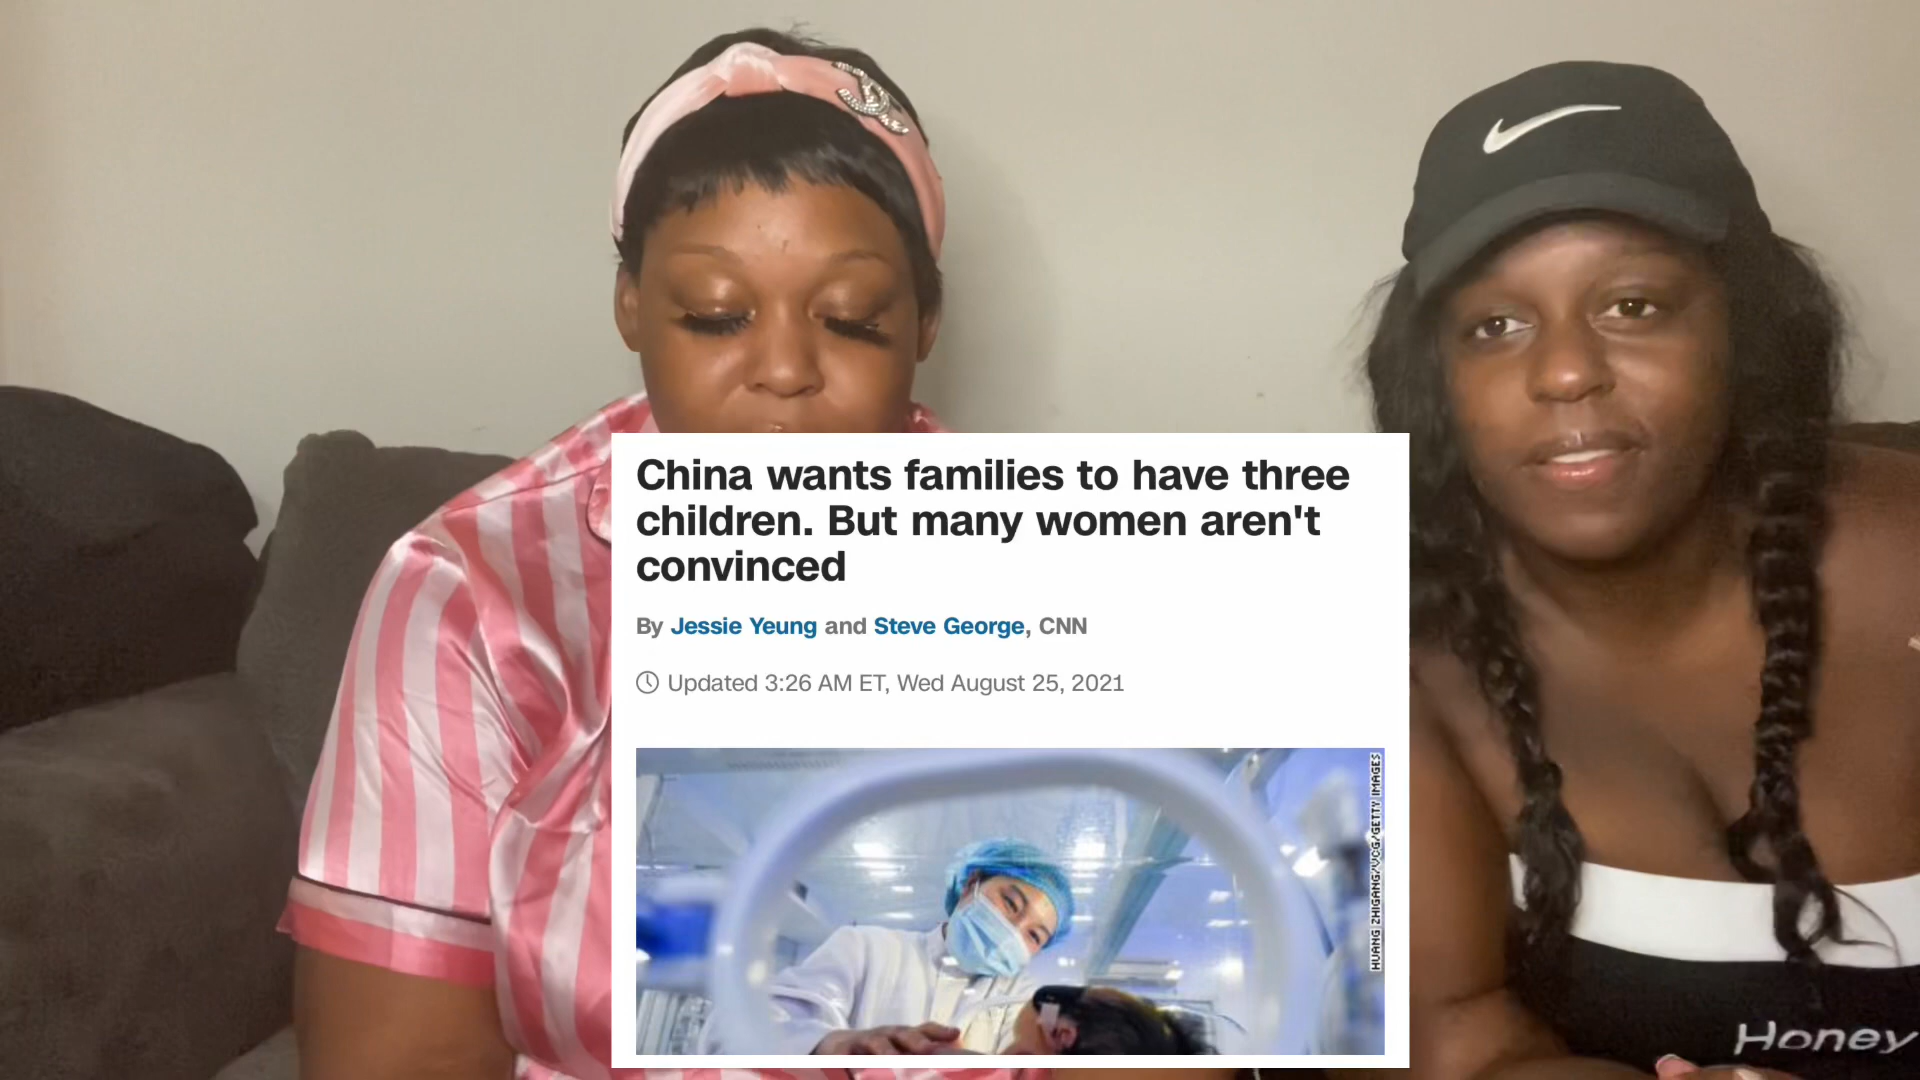 China wants families to have three
children. But many women aren't
convinced
By Jessie Yeung and Steve George, CNN
Updated 3:26 AM ET, Wed August 25, 2021
HUANG ZHIGANG/VCG/GETTY IMAGES
Honey